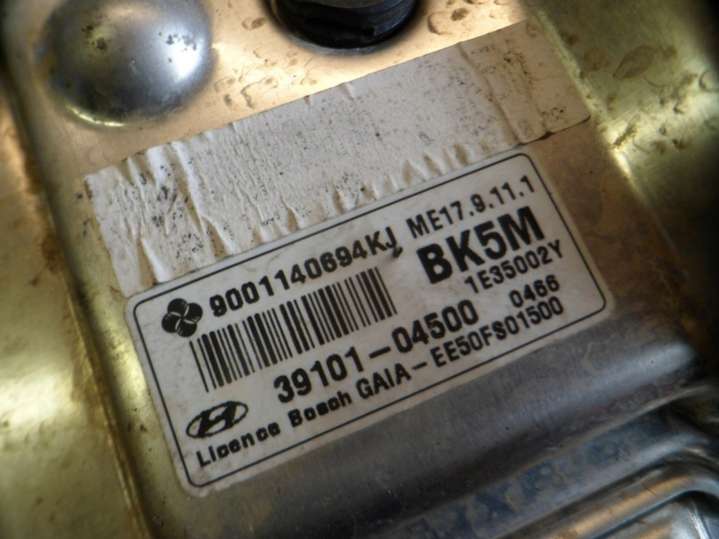 9001140694KJ ME17.9.11.1
BK5M
1E35002Y
39101-04500 0466
Licence Bosch GAIA-EE50FS01500